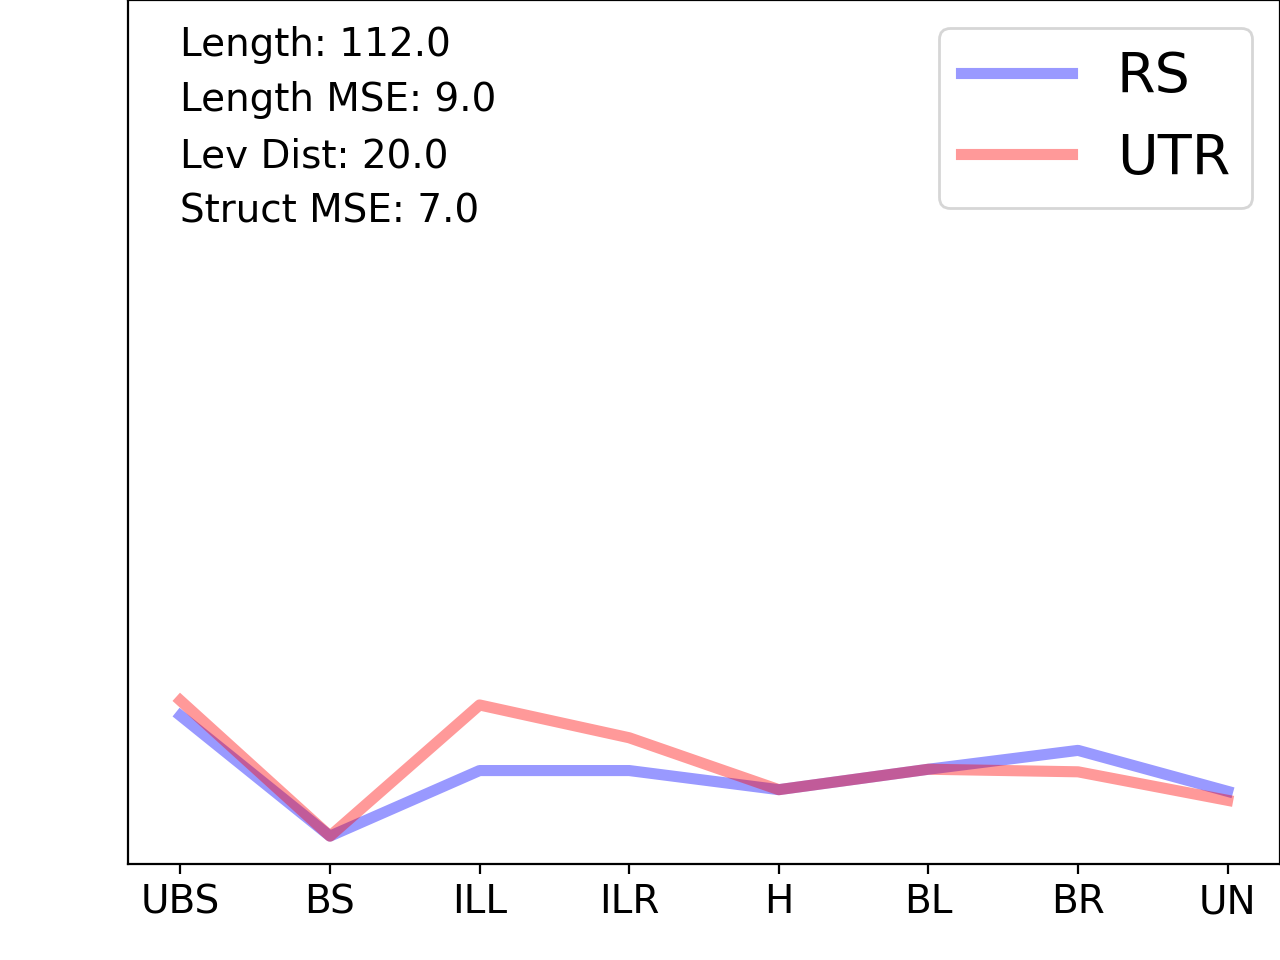 Length: 112.0
Length MSE: 9.0
Lev Dist: 20.0
Struct MSE: 7.0
RS
UTR
UBS BS ILL ILR H BL BR UN